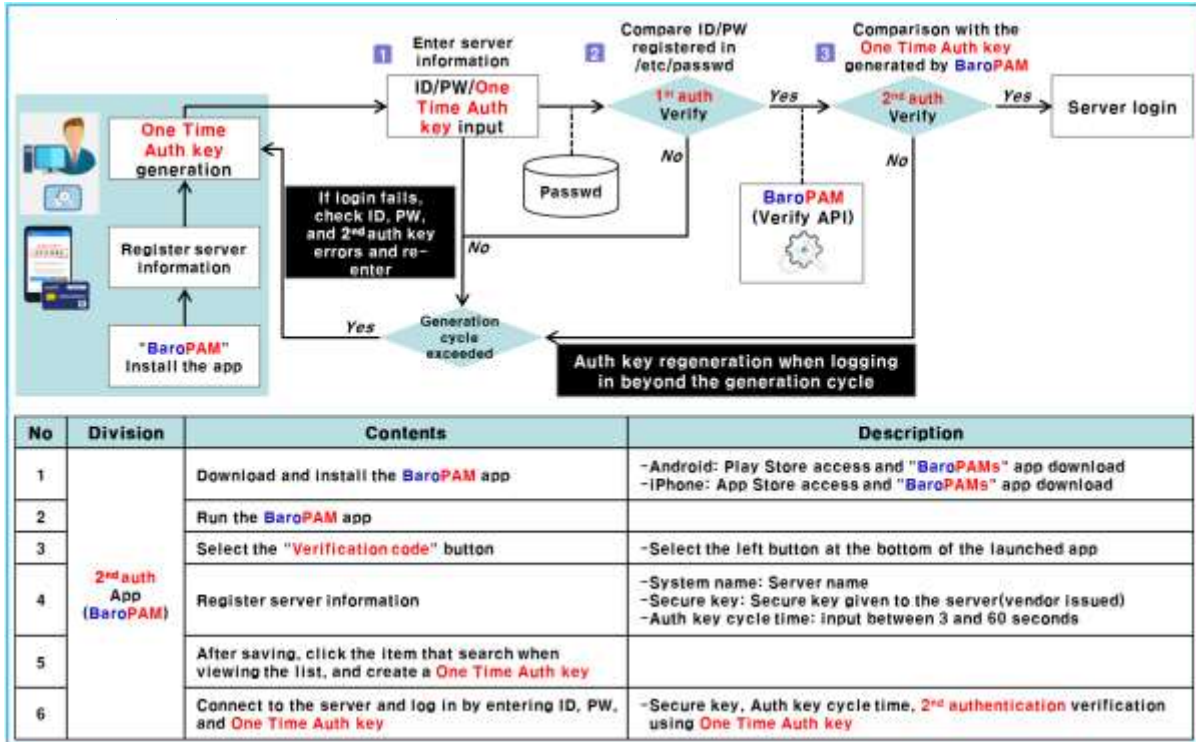 1
Enter server
information
ID/PW/One
Time Auth
key input
2
Compare ID/PW
registered in
/etc/passwd
1st auth
Verify
Yes
3
Comparison with the
One Time Auth key
generated by BaroPAM
2nd auth
Verify
Yes
Server login
One Time
Auth key
generation
Register server
information
"BaroPAM"
Install the app
If login fails,
check ID, PW,
and 2nd auth key
errors and re-
enter
Passwd
No
BaroPAM
(Verify API)
No
No
Yes
Generation
cycle
exceeded
Auth key regeneration when logging
in beyond the generation cycle
No Division Contents Description
2nd auth
App
(BaroPAM)
1 Download and install the BaroPAM app
-Android: Play Store access and "BaroPAMs" app download
-iPhone: App Store access and "BaroPAMs" app download
2 Run the BaroPAM app
3 Select the "Verification code" button -Select the left button at the bottom of the launched app
4 Register server information
-System name: Server name
-Secure key: Secure key given to the server(vendor issued)
-Auth key cycle time: input between 3 and 60 seconds
5 After saving, click the item that search when
viewing the list, and create a One Time Auth key
6 Connect to the server and log in by entering ID, PW,
and One Time Auth key
-Secure key, Auth key cycle time, 2nd authentication verification
using One Time Auth key